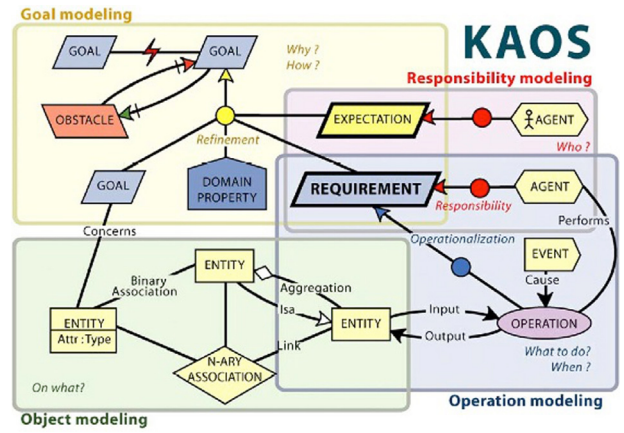 Goal modeling
KAOS
GOAL
GOAL
Why ?
How ?
Responsibility modeling
OBSTACLE
EXPECTATION
AGENT
Refinement
Who ?
GOAL
DOMAIN
PROPERTY
REQUIREMENT
AGENT
Responsibility
Performs
Concerns
Operationalization
EVENT
ENTITY
Binary
Association
Aggregation
Cause
Isa
Input
ENTITY
Attr : Type
ENTITY
OPERATION
Output
Link
N-ARY
ASSOCIATION
What to do?
When ?
On what?
Object modeling
Operation modeling